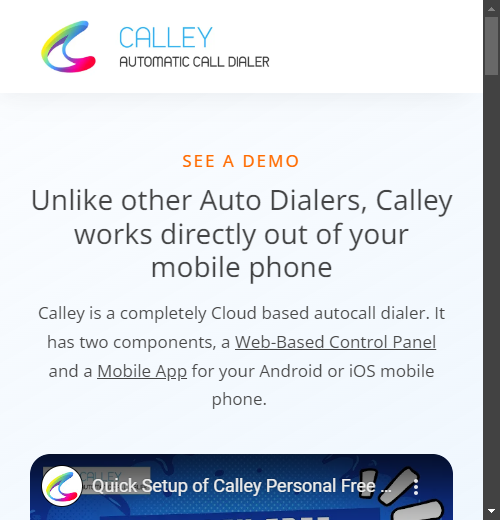 CALLEY
AUTOMATIC CALL DIALER
SEE A DEMO
Unlike other Auto Dialers, Calley
works directly out of your
mobile phone
Calley is a completely Cloud based autocall dialer. It
has two components, a Web-Based Control Panel
and a Mobile App for your Android or iOS mobile
phone.
Quick Setup of Calley Personal Free ...